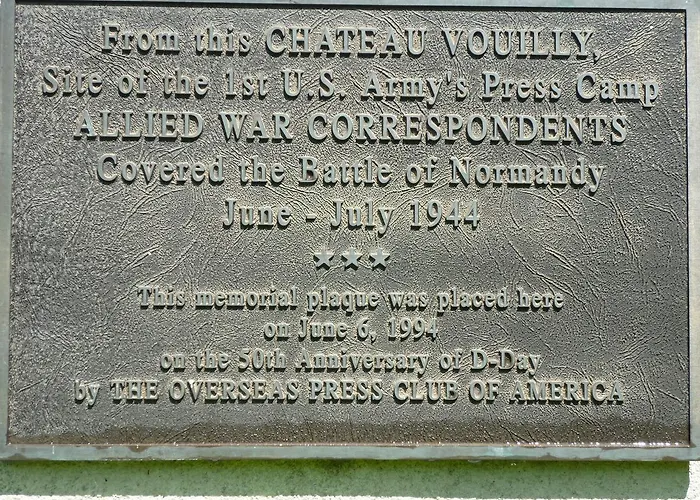 From this CHATEAU VOUILLY,
Site of the 1st U.S. Army's Press Camp
ALLIED WAR CORRESPONDENTS
Covered the Battle of Normandy
June - July 1944
★★★
This memorial plaque was placed here
on June 6, 1994
on the 50th Anniversary of D-Day
by THE OVERSEAS PRESS CLUB OF AMERICA